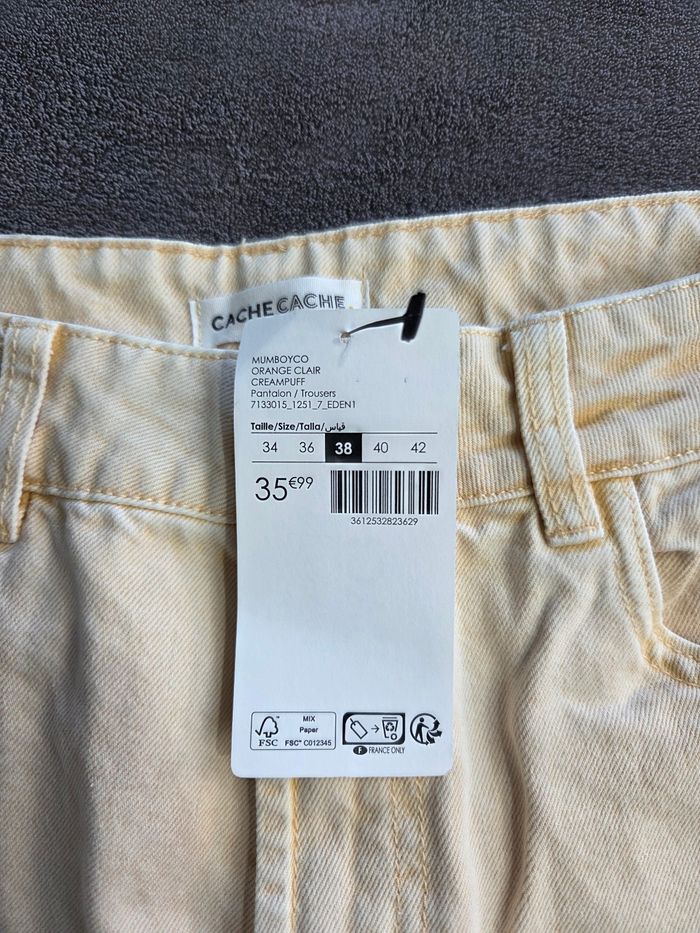 CACHE CACHE
MUMBOYCO
ORANGE CLAIR
CREAMPUFF
Pantalon / Trousers
7133015_1251_7_EDEN1
Taille/Size/Talla/قياس
34 36 38 40 42
35€99
3612532823629
FSC
MIX
Paper
FSC™ C012345
F FRANCE ONLY